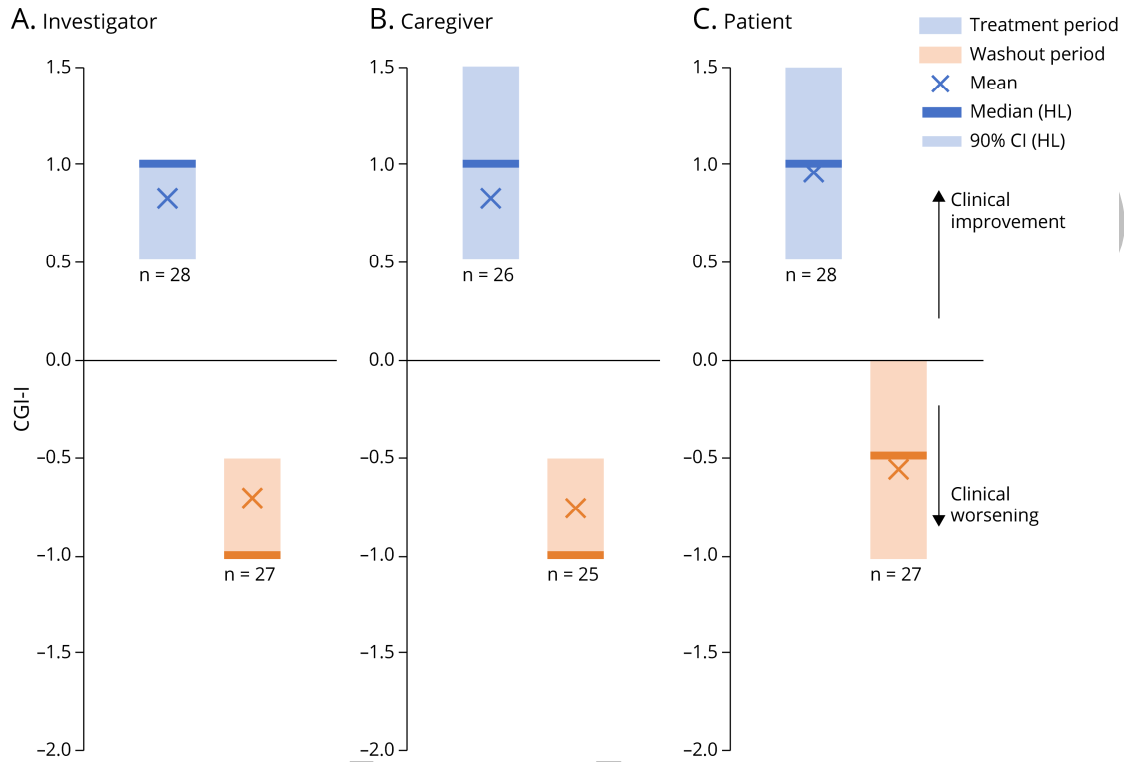 A. Investigator
B. Caregiver
C. Patient
Treatment period
Washout period
Mean
Median (HL)
90% CI (HL)
Clinical
improvement
Clinical
worsening
CGI-I
1.5
1.0
0.5
0.0
–0.5
–1.0
–1.5
–2.0
n = 28
n = 27
1.5
1.0
0.5
0.0
–0.5
–1.0
–1.5
–2.0
n = 26
n = 25
1.5
1.0
0.5
0.0
–0.5
–1.0
–1.5
–2.0
n = 28
n = 27